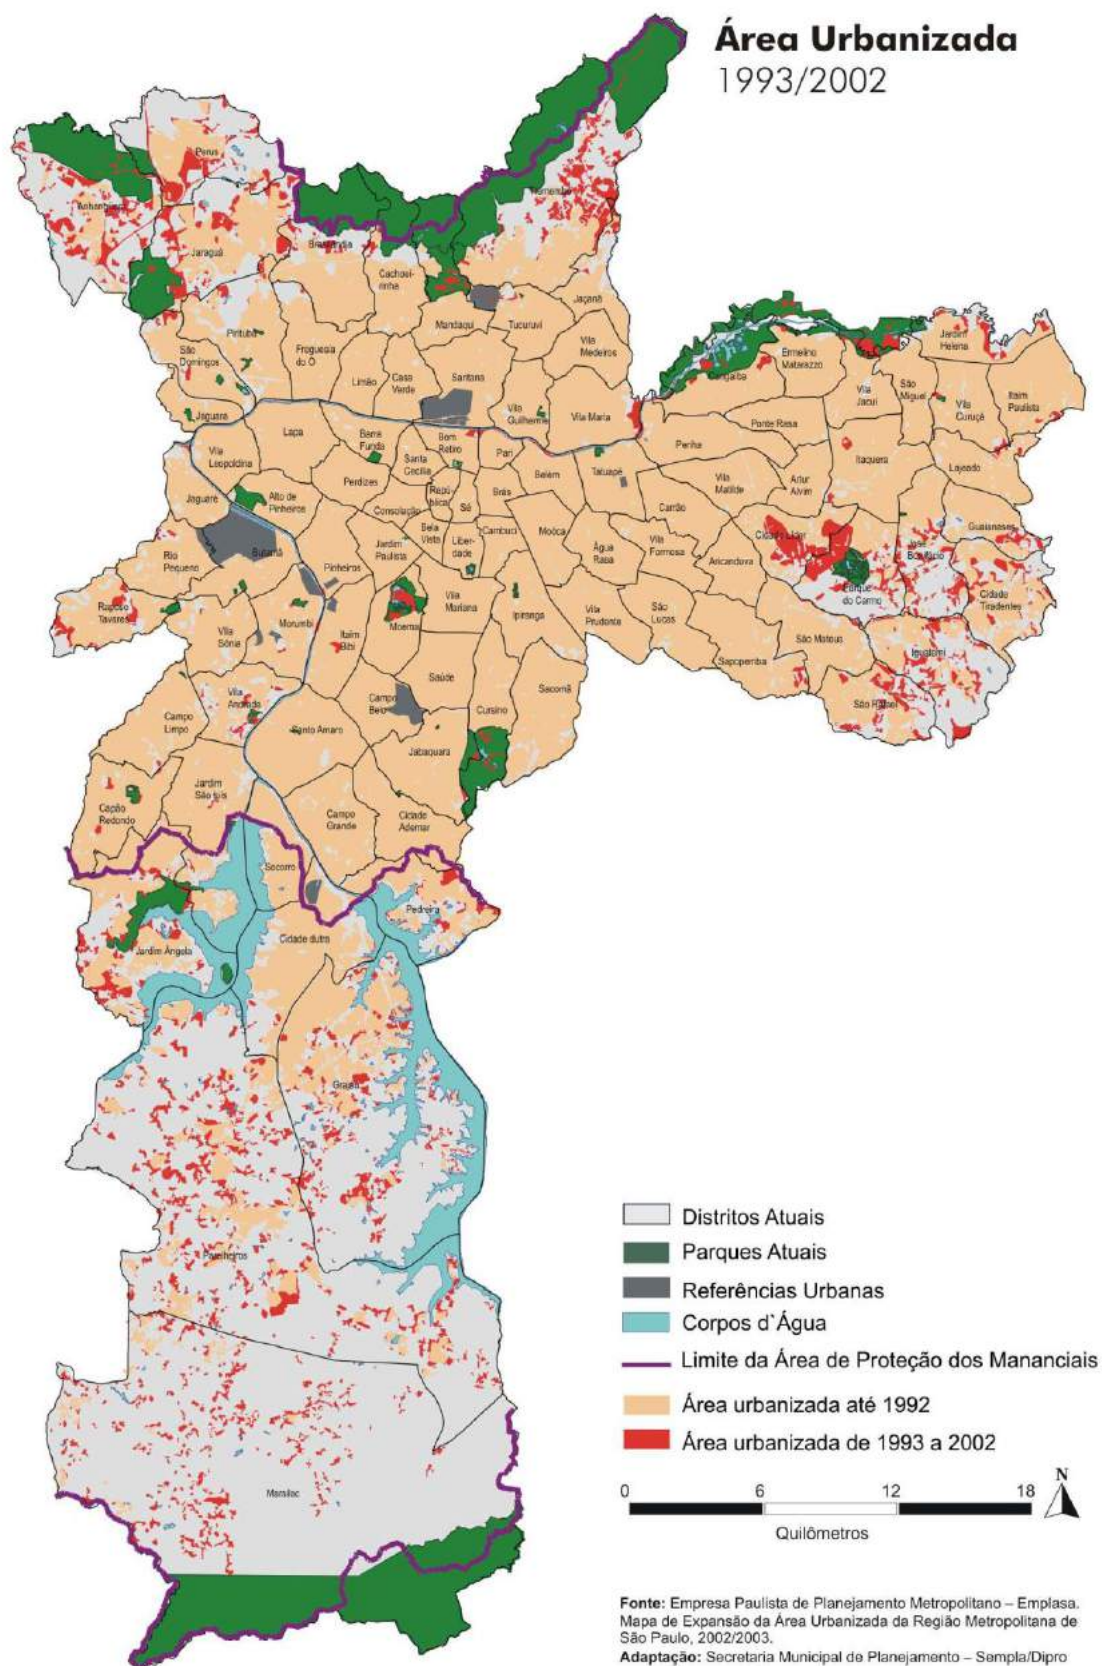 Área Urbanizada
1993/2002
Perus
Anhanguera
Tremembé
Jaraguá
Brasilândia
Cachoei-
rinha
Jaçanã
Mandaqui
Tucuruvi
Pirituba
Freguesia
do Ó
Vila
Medeiros
São
Domingos
Limão
Casa
Verde
Santana
Jardim
Helena
Ermelino
Matarazzo
Cangaíba
Vila
Jacuí
São
Miguel
Vila
Curuçá
Itaim
Paulista
Jaguara
Lapa
Barra
Funda
Bom
Retiro
Vila
Guilherme
Vila Maria
Ponte Rasa
Vila
Leopoldina
Santa
Cecília
Pari
Penha
Itaquera
Lajeado
Perdizes
Belém
Tatuapé
Vila
Matilde
Artur
Alvim
Jaguaré
Alto de
Pinheiros
Consolação
Repú-
blica
Sé
Brás
Carrão
Guaianases
Butantã
Jardim
Paulista
Bela
Vista
Liber-
dade
Cambuci
Moóca
Água
Rasa
Vila
Formosa
Aricanduva
Cidade Líder
José
Bonifácio
Rio
Pequeno
Pinheiros
Parque
do Carmo
Cidade
Tiradentes
Raposo
Tavares
Vila
Sônia
Morumbi
Itaim
Bibi
Moema
Vila
Mariana
Ipiranga
Vila
Prudente
São
Lucas
São Mateus
Iguatemi
Sapopemba
São Rafael
Vila
Andrade
Campo
Belo
Saúde
Sacomã
Cursino
Campo
Limpo
Santo Amaro
Jabaquara
Capão
Redondo
Jardim
São luis
Campo
Grande
Cidade
Ademar
Socorro
Pedreira
Jardim Ângela
Cidade dutra
Grajaú
Parelheiros
Marsilac
Distritos Atuais
Parques Atuais
Referências Urbanas
Corpos d`Água
Limite da Área de Proteção dos Mananciais
Área urbanizada até 1992
Área urbanizada de 1993 a 2002
0 6 12 18
N
Quilômetros
Fonte: Empresa Paulista de Planejamento Metropolitano – Emplasa.
Mapa de Expansão da Área Urbanizada da Região Metropolitana de
São Paulo, 2002/2003.
Adaptação: Secretaria Municipal de Planejamento – Sempla/Dipro